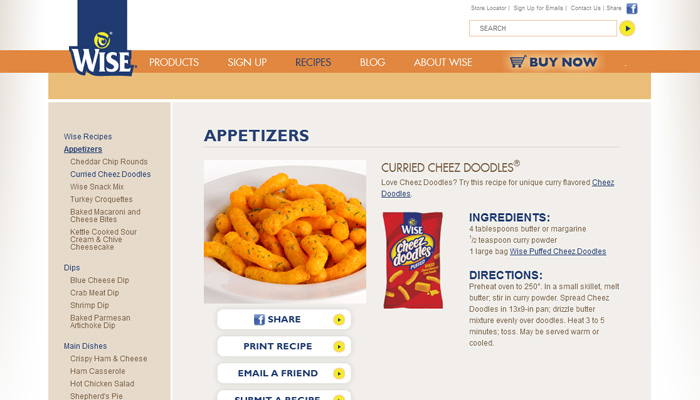 Store Locator | Sign Up for Emails | Contact Us | Share
SEARCH
WISE
PRODUCTS SIGN UP RECIPES BLOG ABOUT WISE BUY NOW
Wise Recipes
Appetizers
Cheddar Chip Rounds
Curried Cheez Doodles
Wise Snack Mix
Turkey Croquettes
Baked Macaroni and
Cheese Bites
Kettle Cooked Sour
Cream & Chive
Cheesecake
Dips
Blue Cheese Dip
Crab Meat Dip
Shrimp Dip
Baked Parmesan
Artichoke Dip
Main Dishes
Crispy Ham & Cheese
Ham Casserole
Hot Chicken Salad
Shepherd's Pie
APPETIZERS
SHARE
PRINT RECIPE
EMAIL A FRIEND
SUBMIT A RECIPE
CURRIED CHEEZ DOODLES®
Love Cheez Doodles? Try this recipe for unique curry flavored Cheez
Doodles.
WISE
Cheez
doodles
PUFFED
INGREDIENTS:
4 tablespoons butter or margarine
1/2 teaspoon curry powder
1 large bag Wise Puffed Cheez Doodles
DIRECTIONS:
Preheat oven to 250°. In a small skillet, melt
butter; stir in curry powder. Spread Cheez
Doodles in 13x9-in pan; drizzle butter
mixture evenly over doodles. Heat 3 to 5
minutes; toss. May be served warm or
cooled.